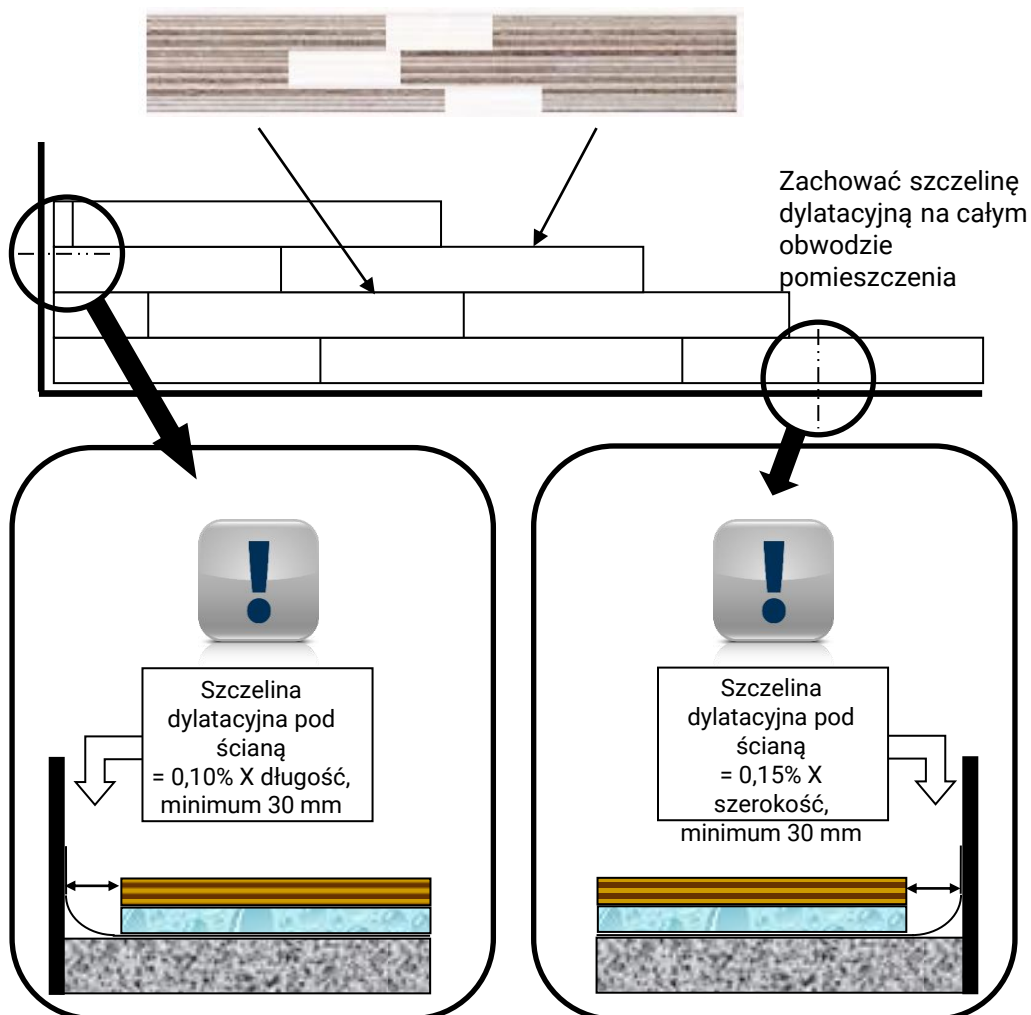 Zachować szczelinę
dylatacyjną na całym
obwodzie
pomieszczenia
Szczelina
dylatacyjna pod
ścianą
= 0,10% X długość,
minimum 30 mm
Szczelina
dylatacyjna pod
ścianą
= 0,15% X
szerokość,
minimum 30 mm